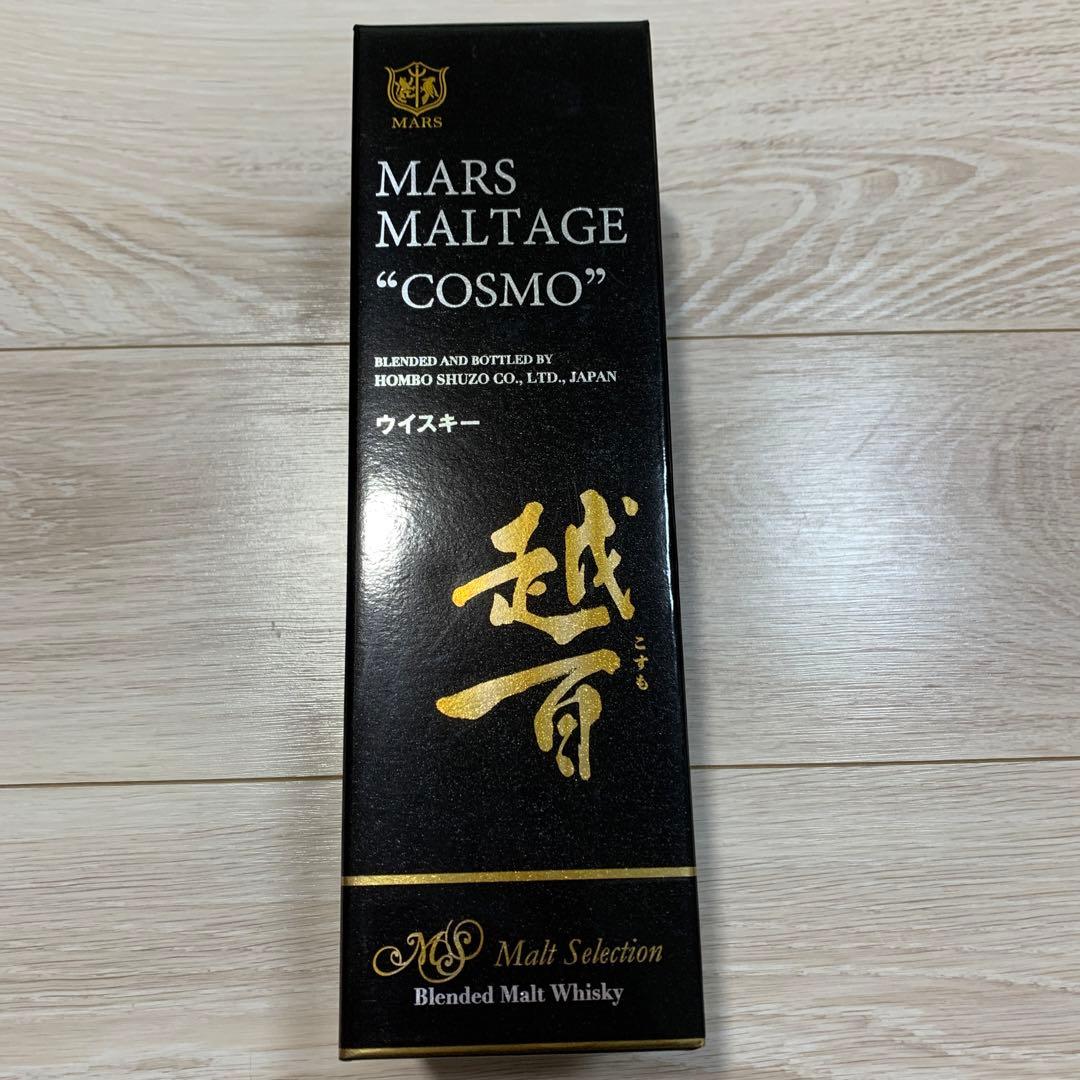 MARS
MARS
MALTAGE
“COSMO”
BLENDED AND BOTTLED BY
HOMBO SHUZO CO., LTD., JAPAN
ウイスキー
越百
こすも
MS Malt Selection
Blended Malt Whisky